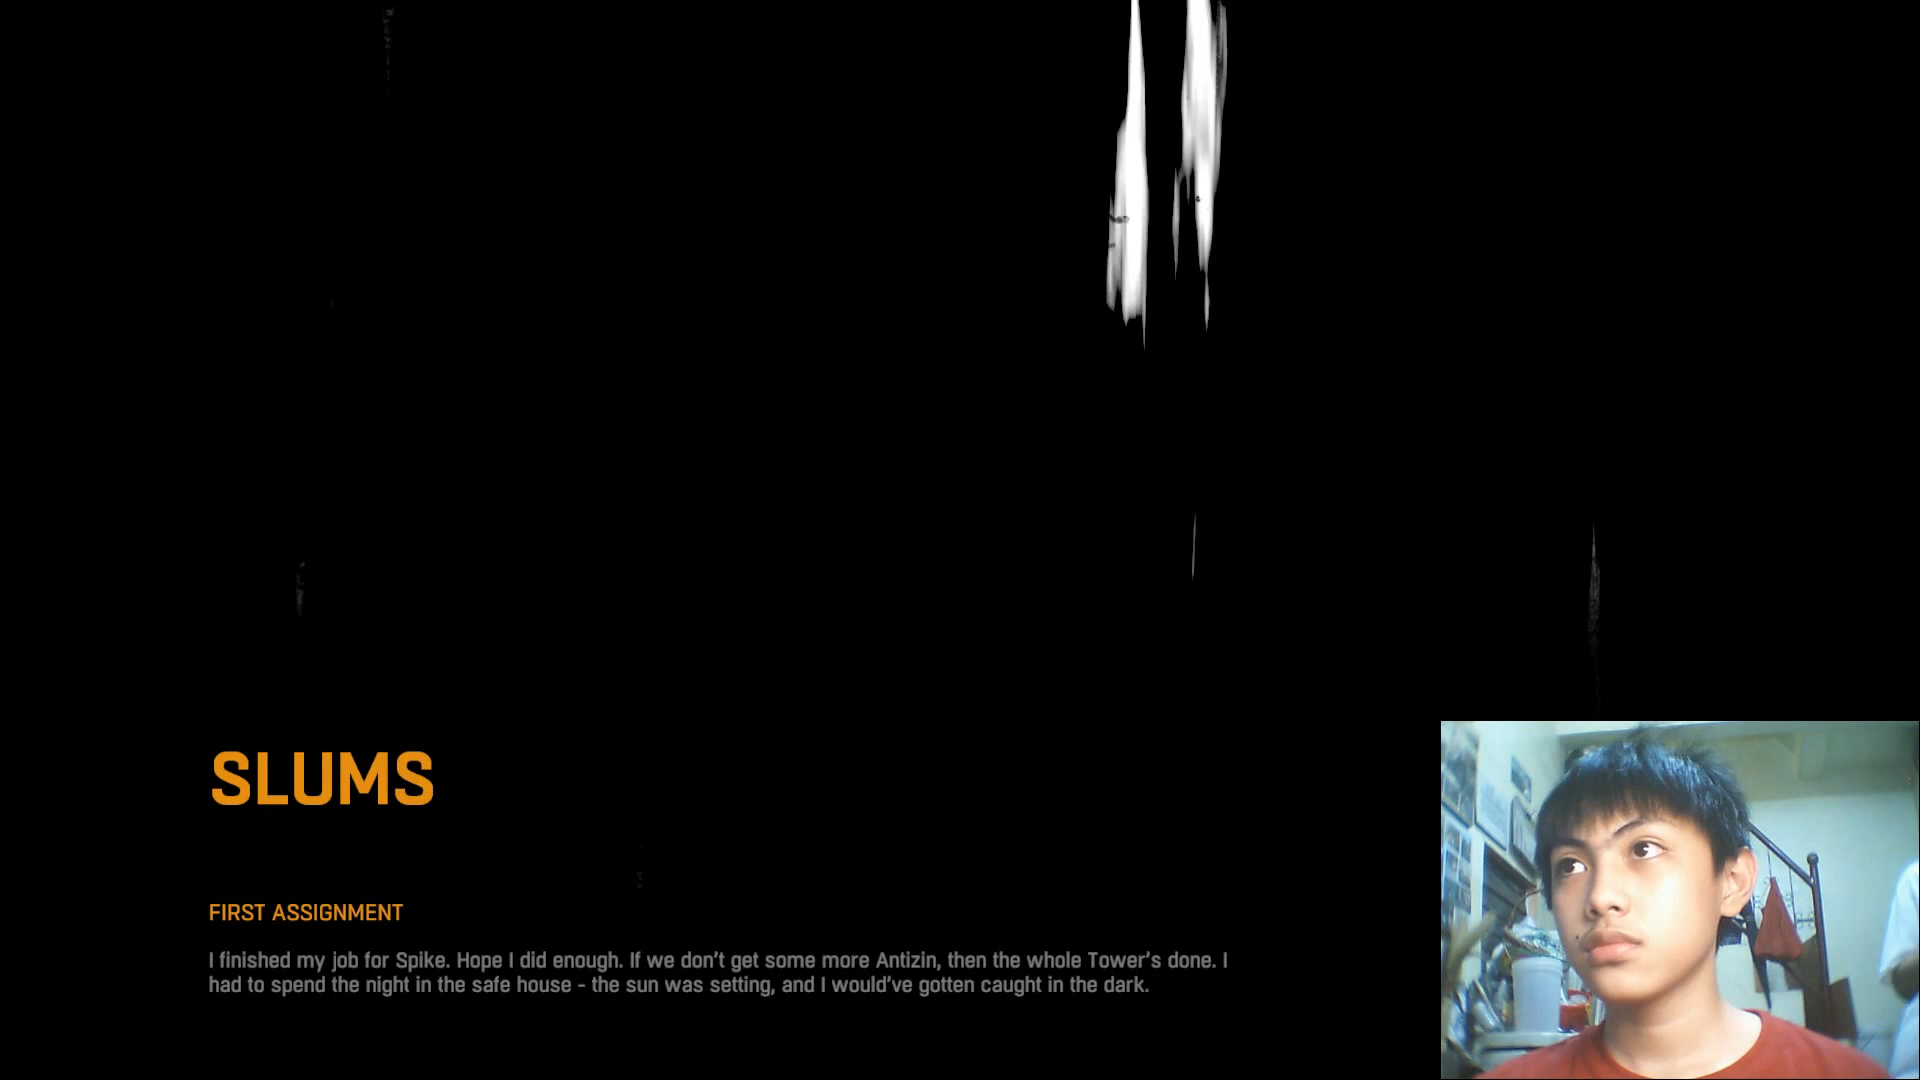 SLUMS
FIRST ASSIGNMENT
I finished my job for Spike. Hope I did enough. If we don't get some more Antizin, then the whole Tower's done. I
had to spend the night in the safe house - the sun was setting, and I would've gotten caught in the dark.